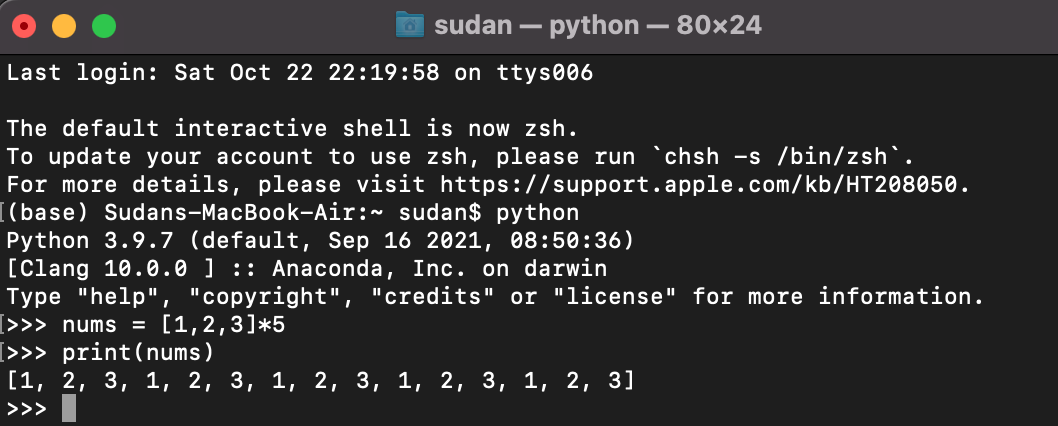 sudan — python — 80×24
Last login: Sat Oct 22 22:19:58 on ttys006
The default interactive shell is now zsh.
To update your account to use zsh, please run `chsh -s /bin/zsh`.
For more details, please visit https://support.apple.com/kb/HT208050.
[(base) Sudans-MacBook-Air:~ sudan$ python
Python 3.9.7 (default, Sep 16 2021, 08:50:36)
[Clang 10.0.0 ] :: Anaconda, Inc. on darwin
Type "help", "copyright", "credits" or "license" for more information.
[>>> nums = [1,2,3]*5
[>>> print(nums)
[1, 2, 3, 1, 2, 3, 1, 2, 3, 1, 2, 3, 1, 2, 3]
>>>